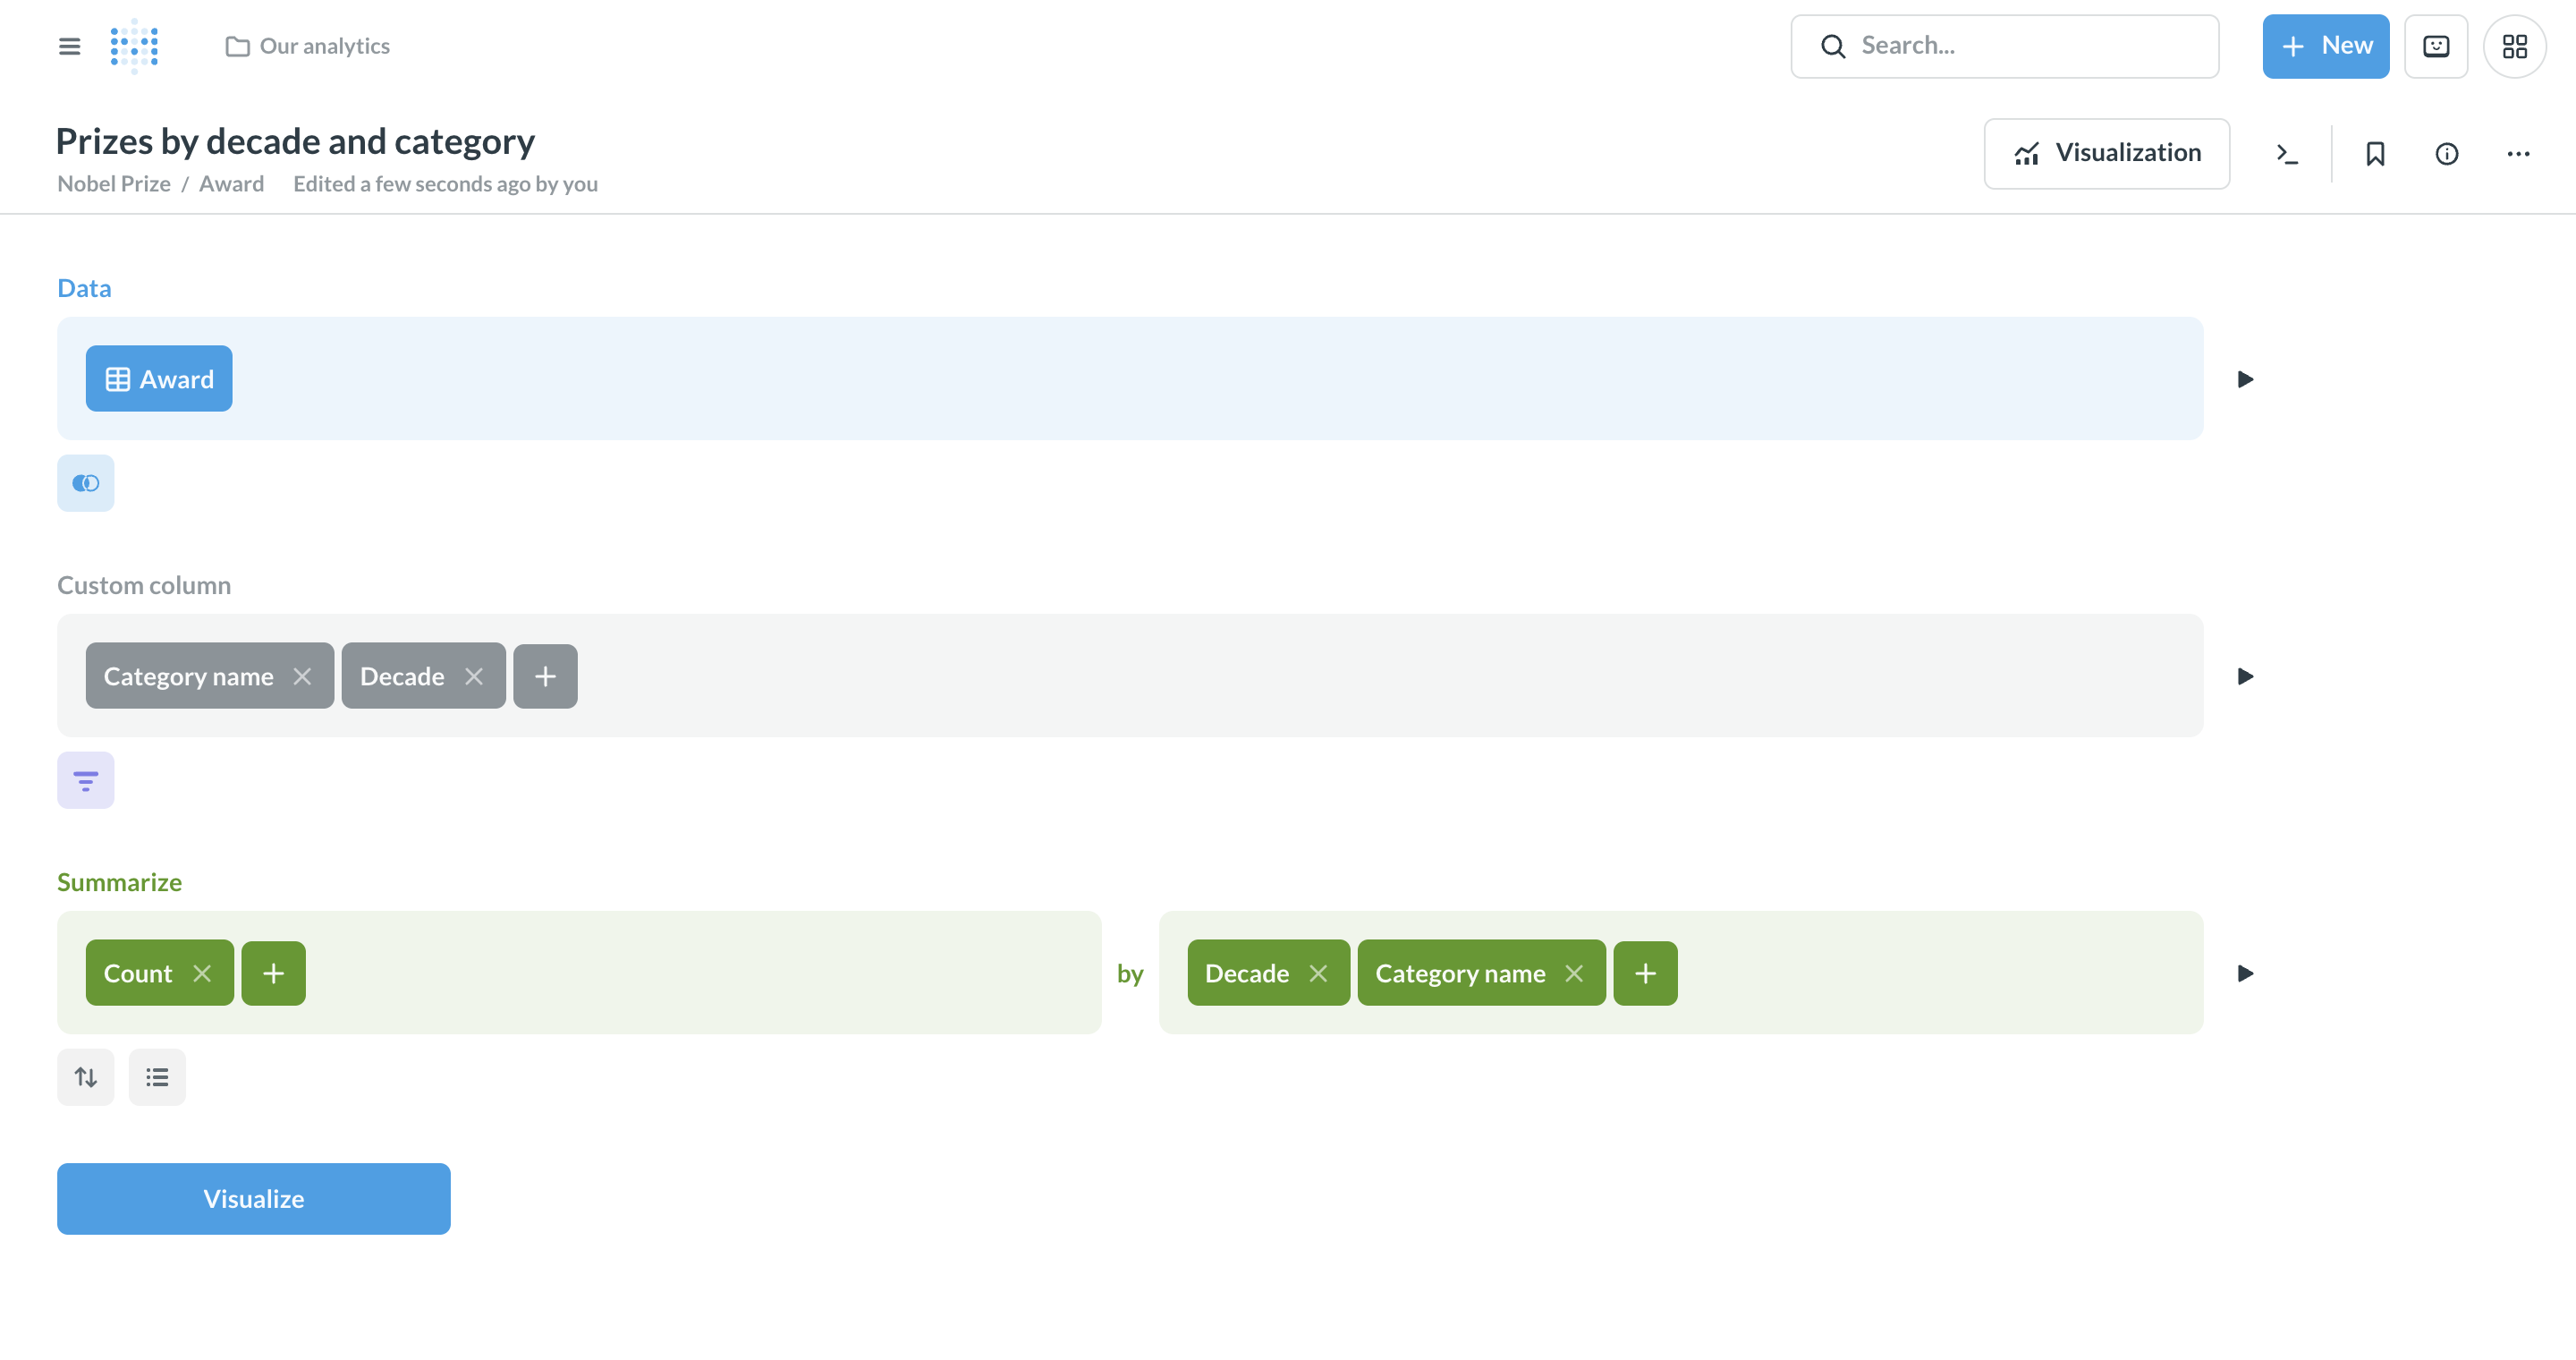 Our analytics
Search...
New
Prizes by decade and category
Visualization
Nobel Prize / Award Edited a few seconds ago by you
Data
Award
Custom column
Category name Decade
Summarize
Count by Decade Category name
Visualize